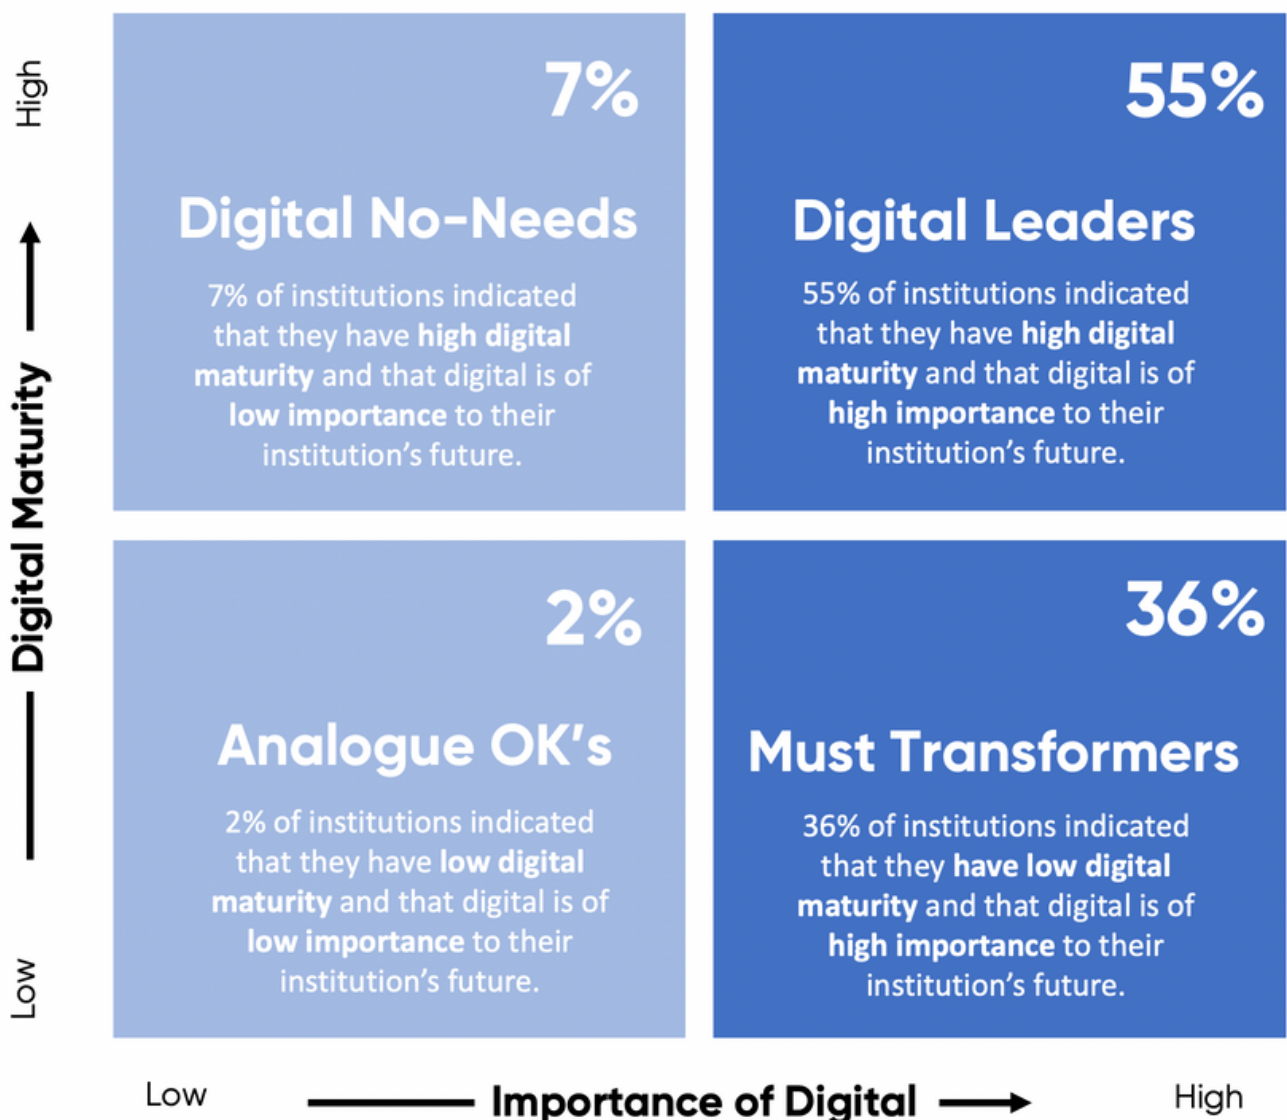 High
Digital Maturity
Low
7%
Digital No-Needs
7% of institutions indicated
that they have high digital
maturity and that digital is of
low importance to their
institution’s future.
55%
Digital Leaders
55% of institutions indicated
that they have high digital
maturity and that digital is of
high importance to their
institution’s future.
2%
Analogue OK’s
2% of institutions indicated
that they have low digital
maturity and that digital is of
low importance to their
institution’s future.
36%
Must Transformers
36% of institutions indicated
that they have low digital
maturity and that digital is of
high importance to their
institution’s future.
Low
Importance of Digital
High